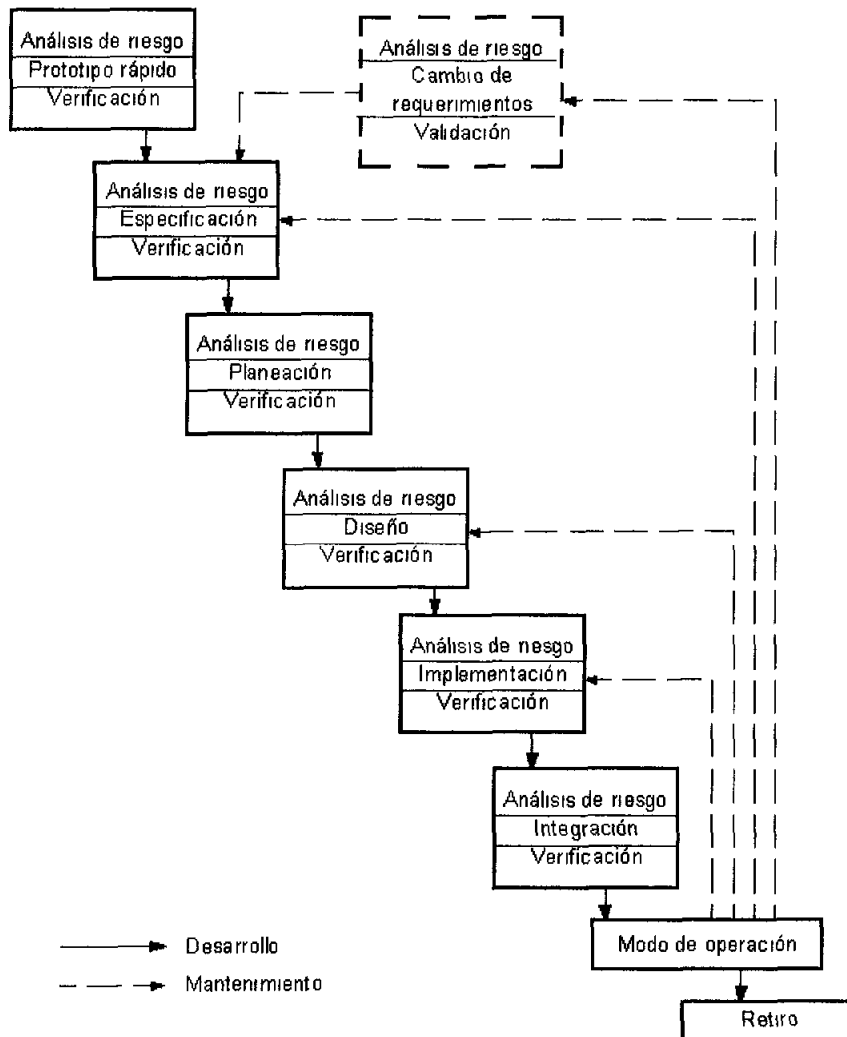 Análisis de riesgo
Prototipo rápido
Verificación
Análisis de riesgo
Cambio de
requerimientos
Validación
Análisis de riesgo
Especificación
Verificación
Análisis de riesgo
Planeación
Verificación
Análisis de riesgo
Diseño
Verificación
Análisis de riesgo
Implementación
Verificación
Análisis de riesgo
Integración
Verificación
Modo de operación
Retiro
Desarrollo
Mantenimiento